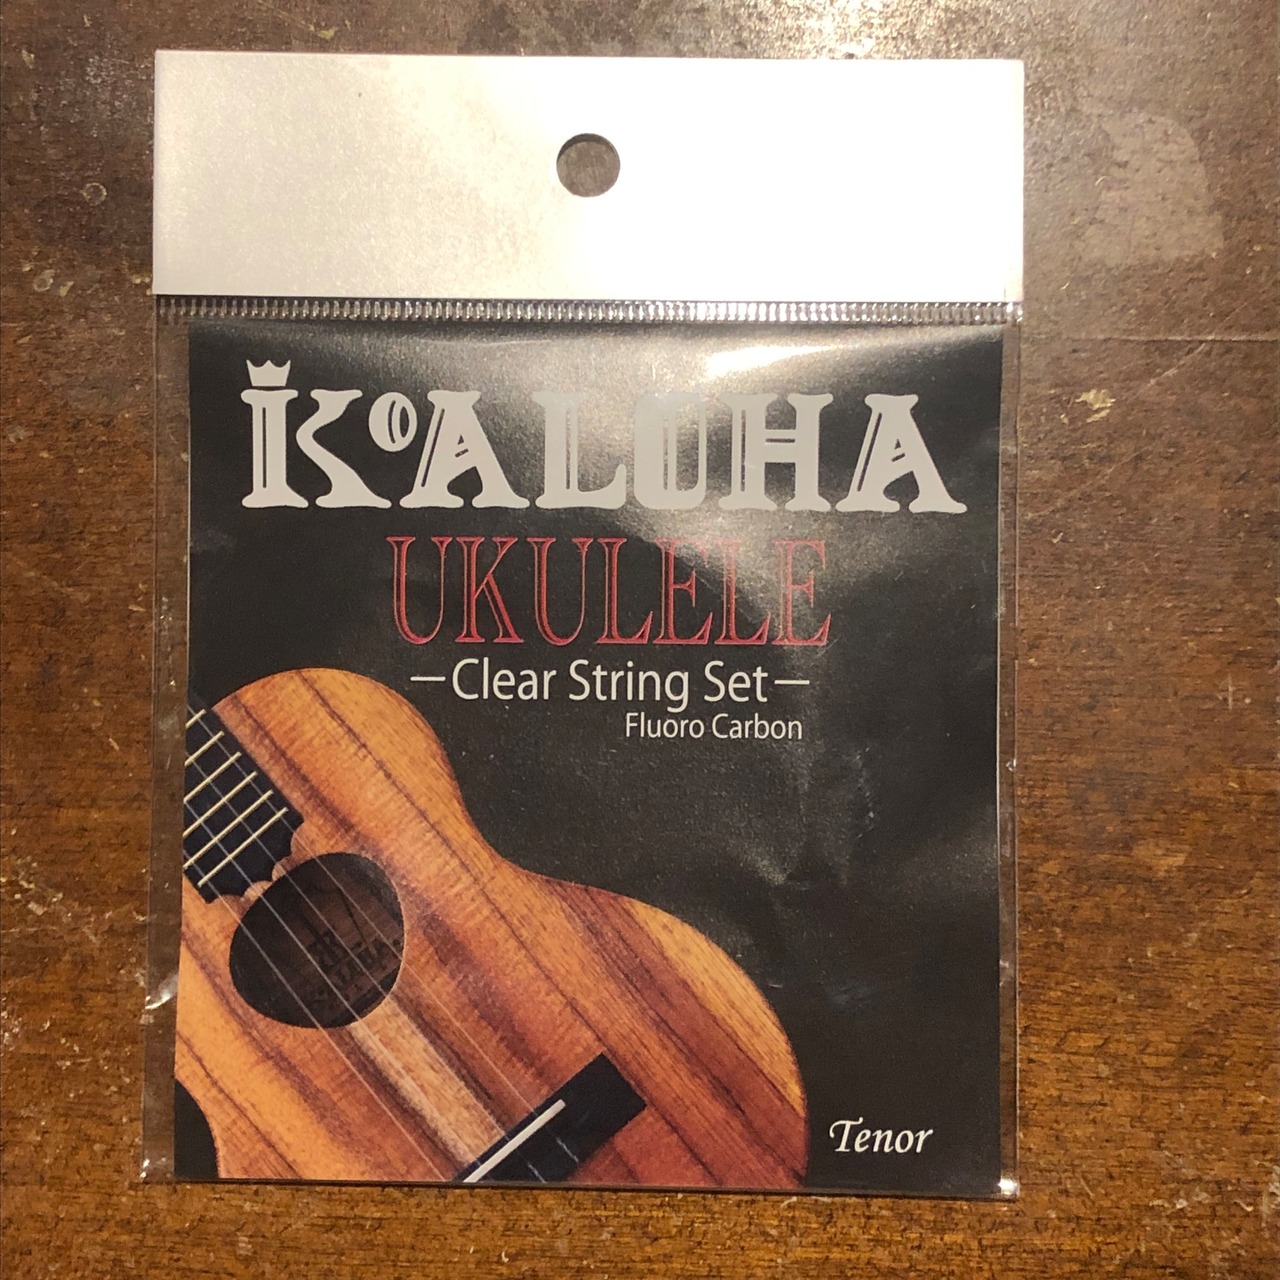 KoALOHA
UKULELE
—Clear String Set—
Fluoro Carbon
Tenor